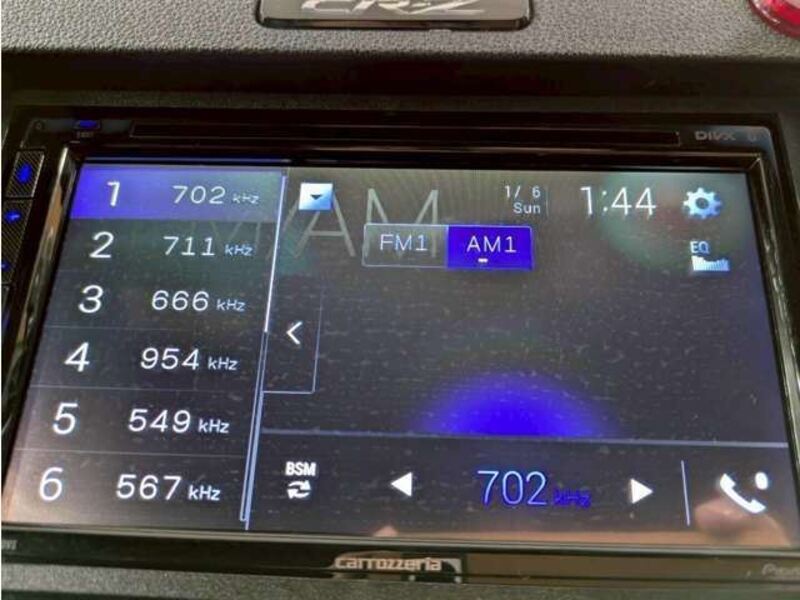 CR-Z
DIVX
1 702 kHz
2 711 kHz
3 666 kHz
4 954 kHz
5 549 kHz
6 567 kHz
AM
1/ 6
Sun
1:44
FM1 AM1
EQ
BSM
702 kHz
carrozzeria